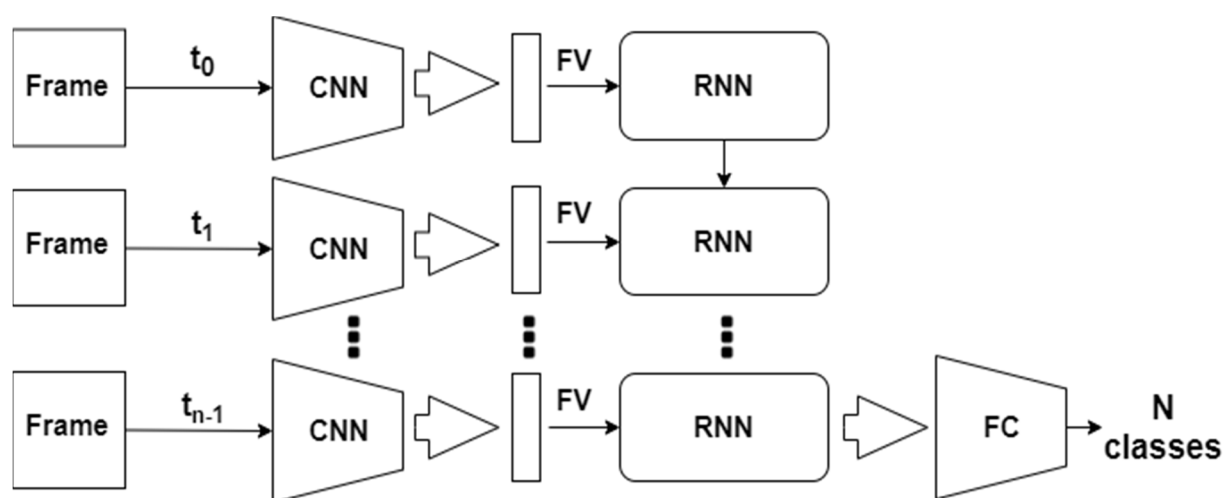 Frame t₀ CNN FV RNN
Frame t₁ CNN FV RNN
Frame tₙ₋₁ CNN FV RNN FC N
classes